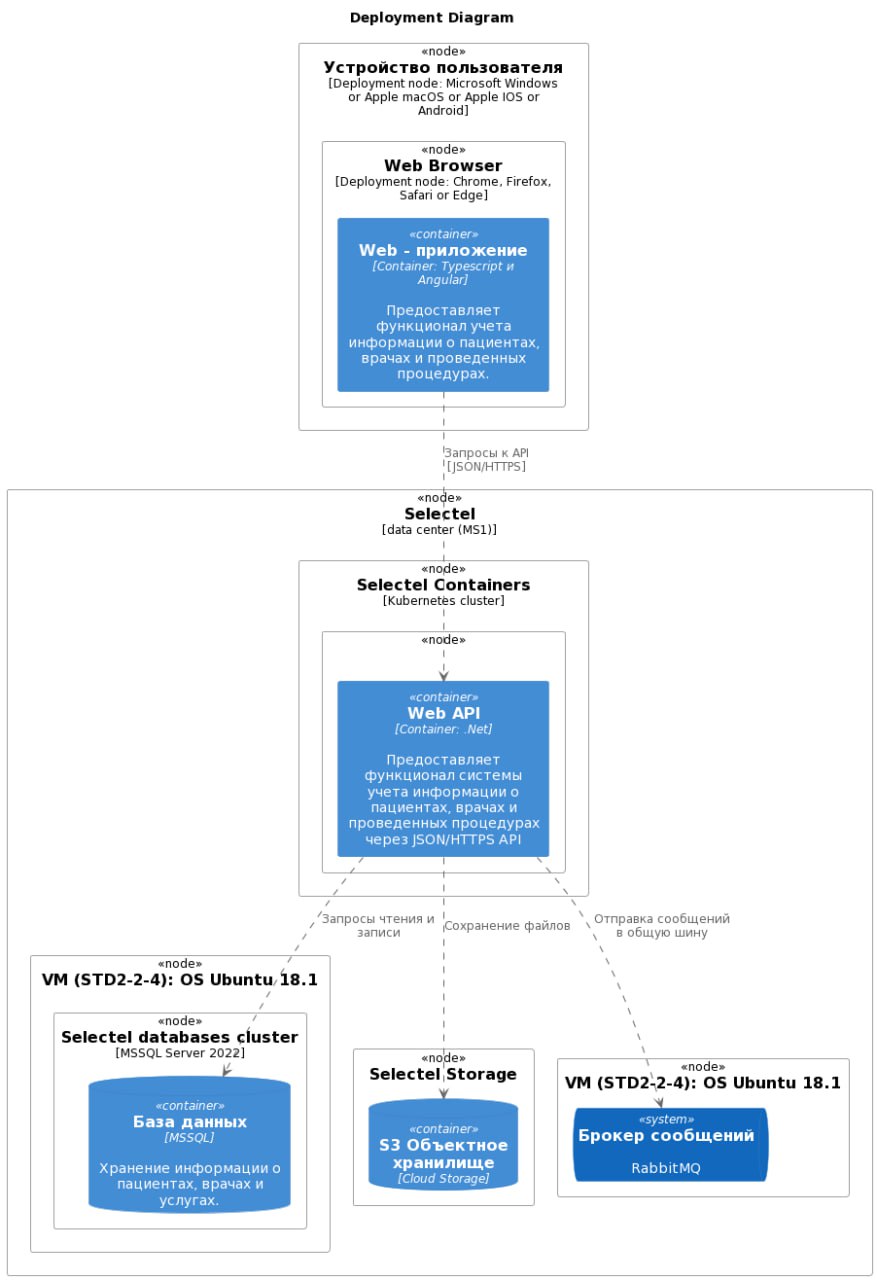 Deployment Diagram
«node»
Устройство пользователя
[Deployment node: Microsoft Windows
or Apple macOS or Apple IOS or
Android]
«node»
Web Browser
[Deployment node: Chrome, Firefox,
Safari or Edge]
«container»
Web - приложение
[Container: Typescript и
Angular]
Предоставляет
функционал учета
информации о пациентах,
врачах и проведенных
процедурах.
Запросы к API
[JSON/HTTPS]
«node»
Selectel
[data center (MS1)]
«node»
Selectel Containers
[Kubernetes cluster]
«node»
«container»
Web API
[Container: .Net]
Предоставляет
функционал системы
учета информации о
пациентах, врачах и
проведенных процедурах
через JSON/HTTPS API
Запросы чтения и
записи
Сохранение файлов
Отправка сообщений
в общую шину
«node»
VM (STD2-2-4): OS Ubuntu 18.1
«node»
Selectel databases cluster
[MSSQL Server 2022]
«container»
База данных
[MSSQL]
Хранение информации о
пациентах, врачах и
услугах.
«node»
Selectel Storage
«container»
S3 Объектное
хранилище
[Cloud Storage]
«node»
VM (STD2-2-4): OS Ubuntu 18.1
«system»
Брокер сообщений
RabbitMQ